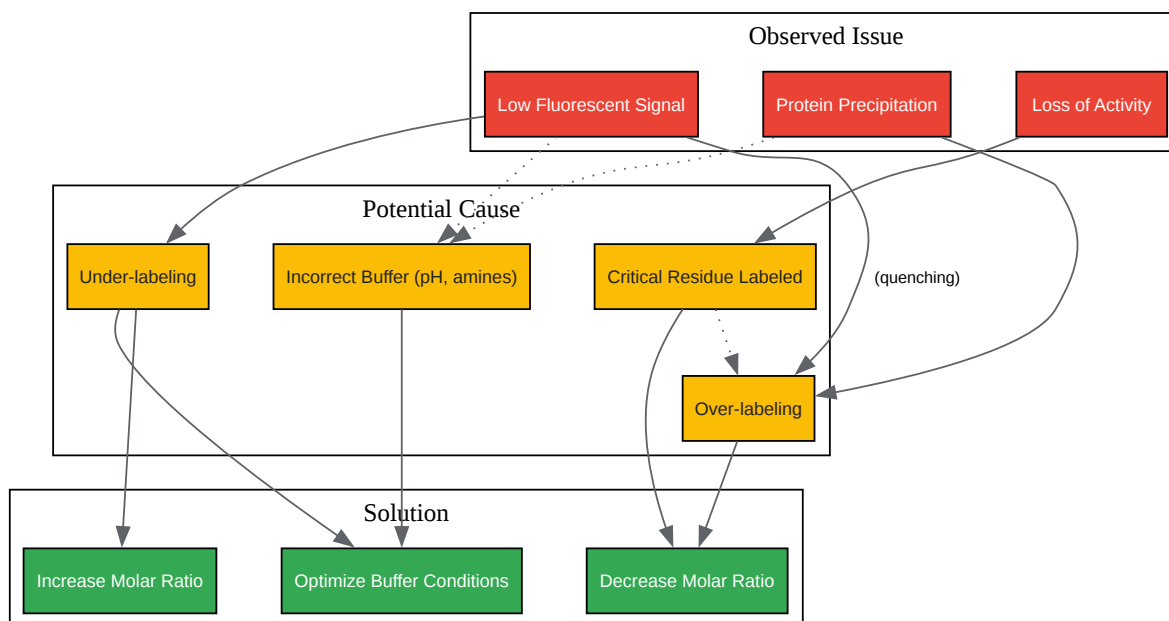 Observed Issue
Low Fluorescent Signal
Protein Precipitation
Loss of Activity
Potential Cause
Under-labeling
Incorrect Buffer (pH, amines)
Critical Residue Labeled
(quenching)
Over-labeling
Solution
Increase Molar Ratio
Optimize Buffer Conditions
Decrease Molar Ratio